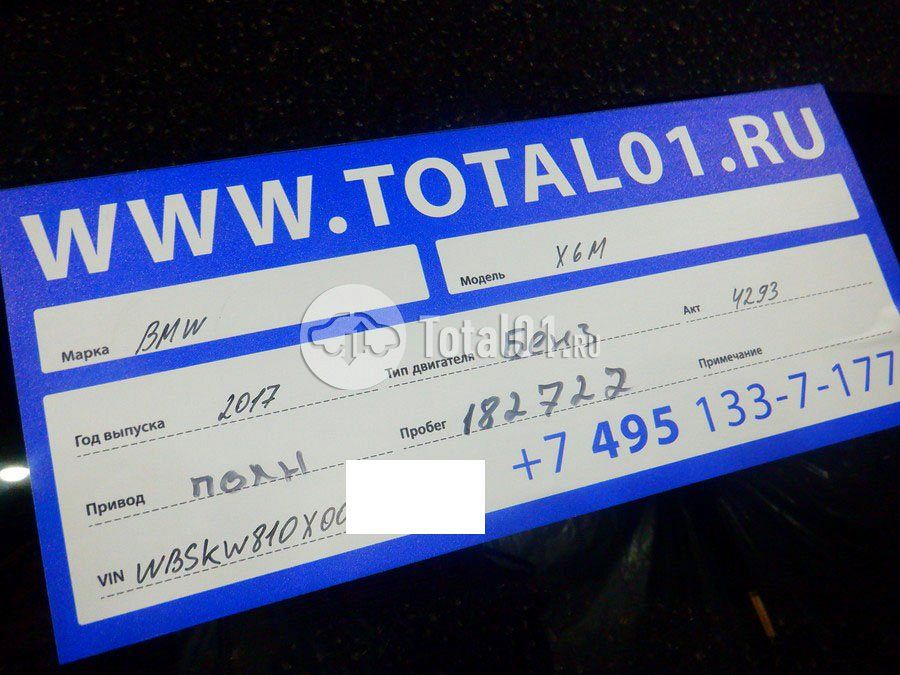 WWW.TOTAL01.RU
Марка BMW Модель X6M
Год выпуска 2017 Тип двигателя Бенз Акт 4293
Привод полн Пробег 182722 Примечание
VIN WBSKW810X00 +7 495 133-7-177
Total01.RU